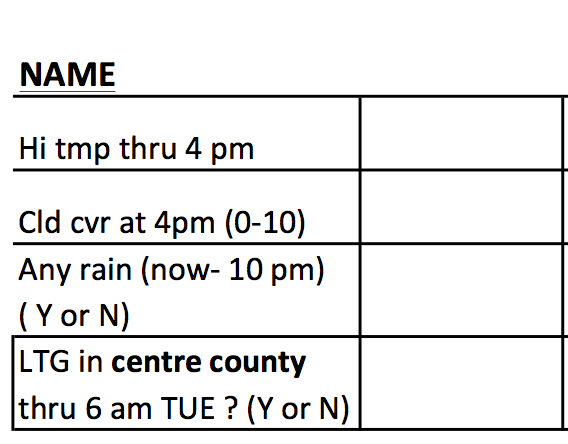 NAME
Hi tmp thru 4 pm
Cld cvr at 4pm (0-10)
Any rain (now- 10 pm)
( Y or N)
LTG in centre county
thru 6 am TUE ? (Y or N)